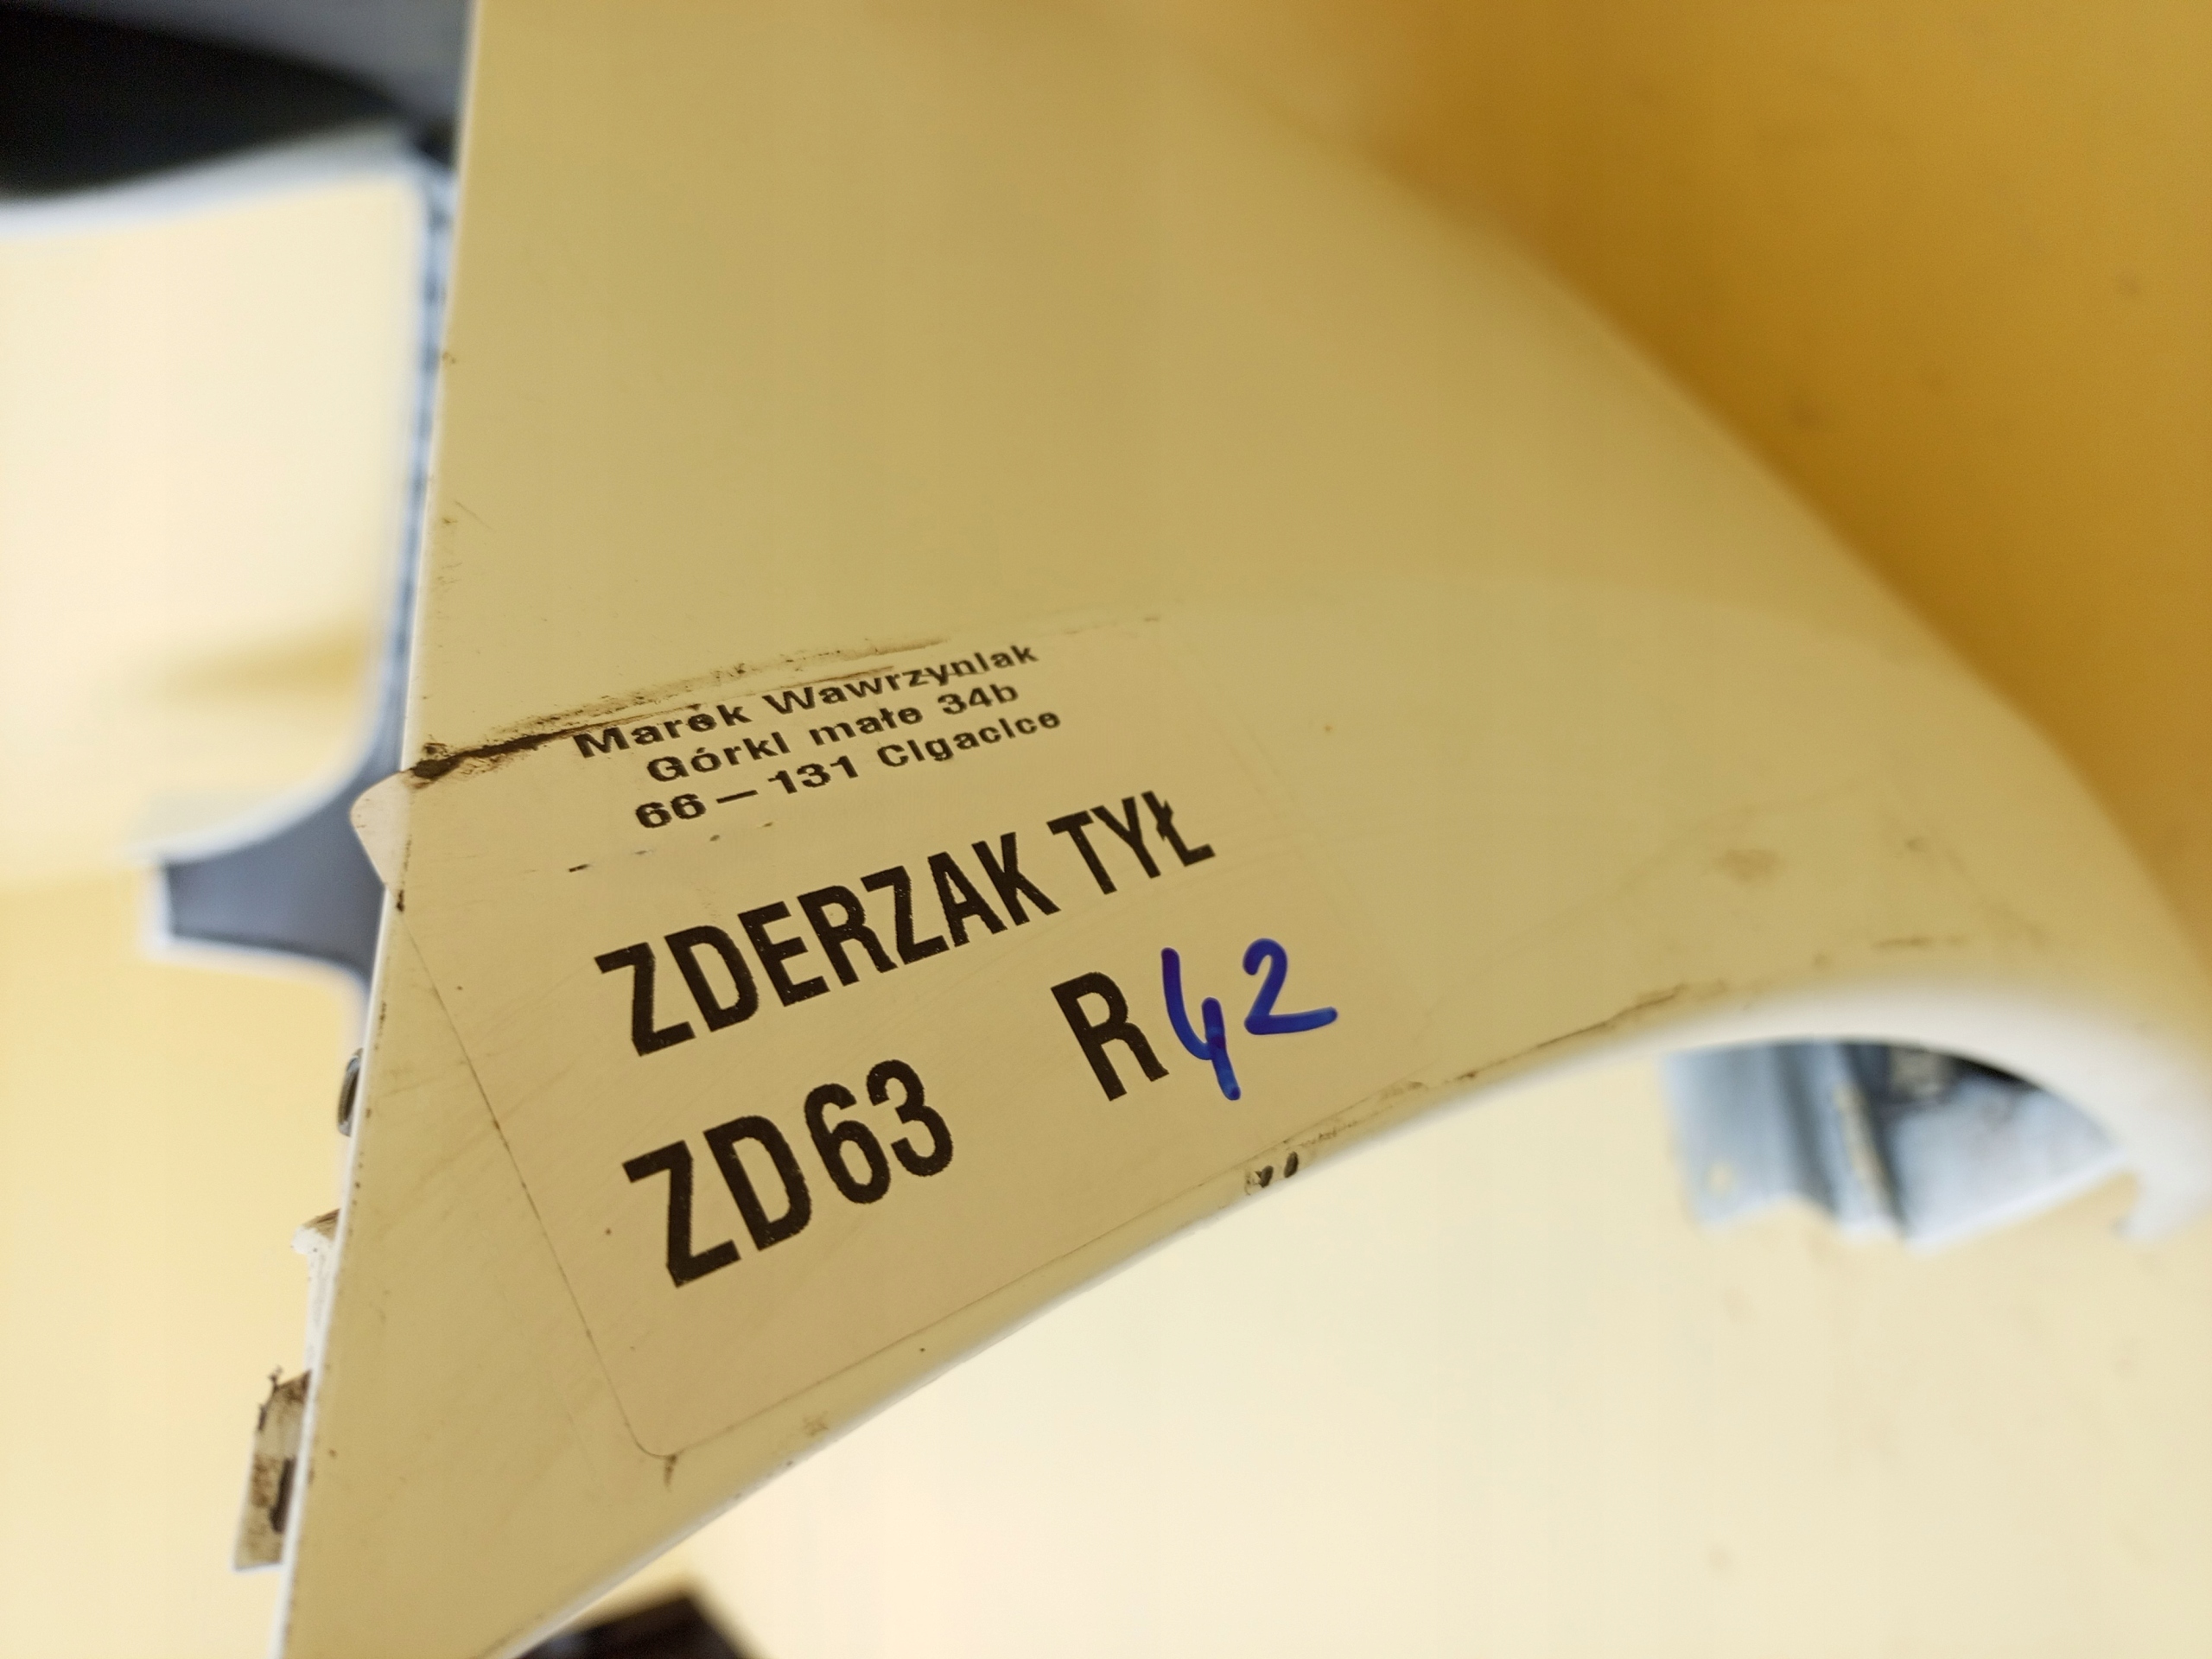 Marek Wawrzyniak
Górki małe 34b
66-131 Cigacice
ZDERZAK TYŁ
ZD63 R42